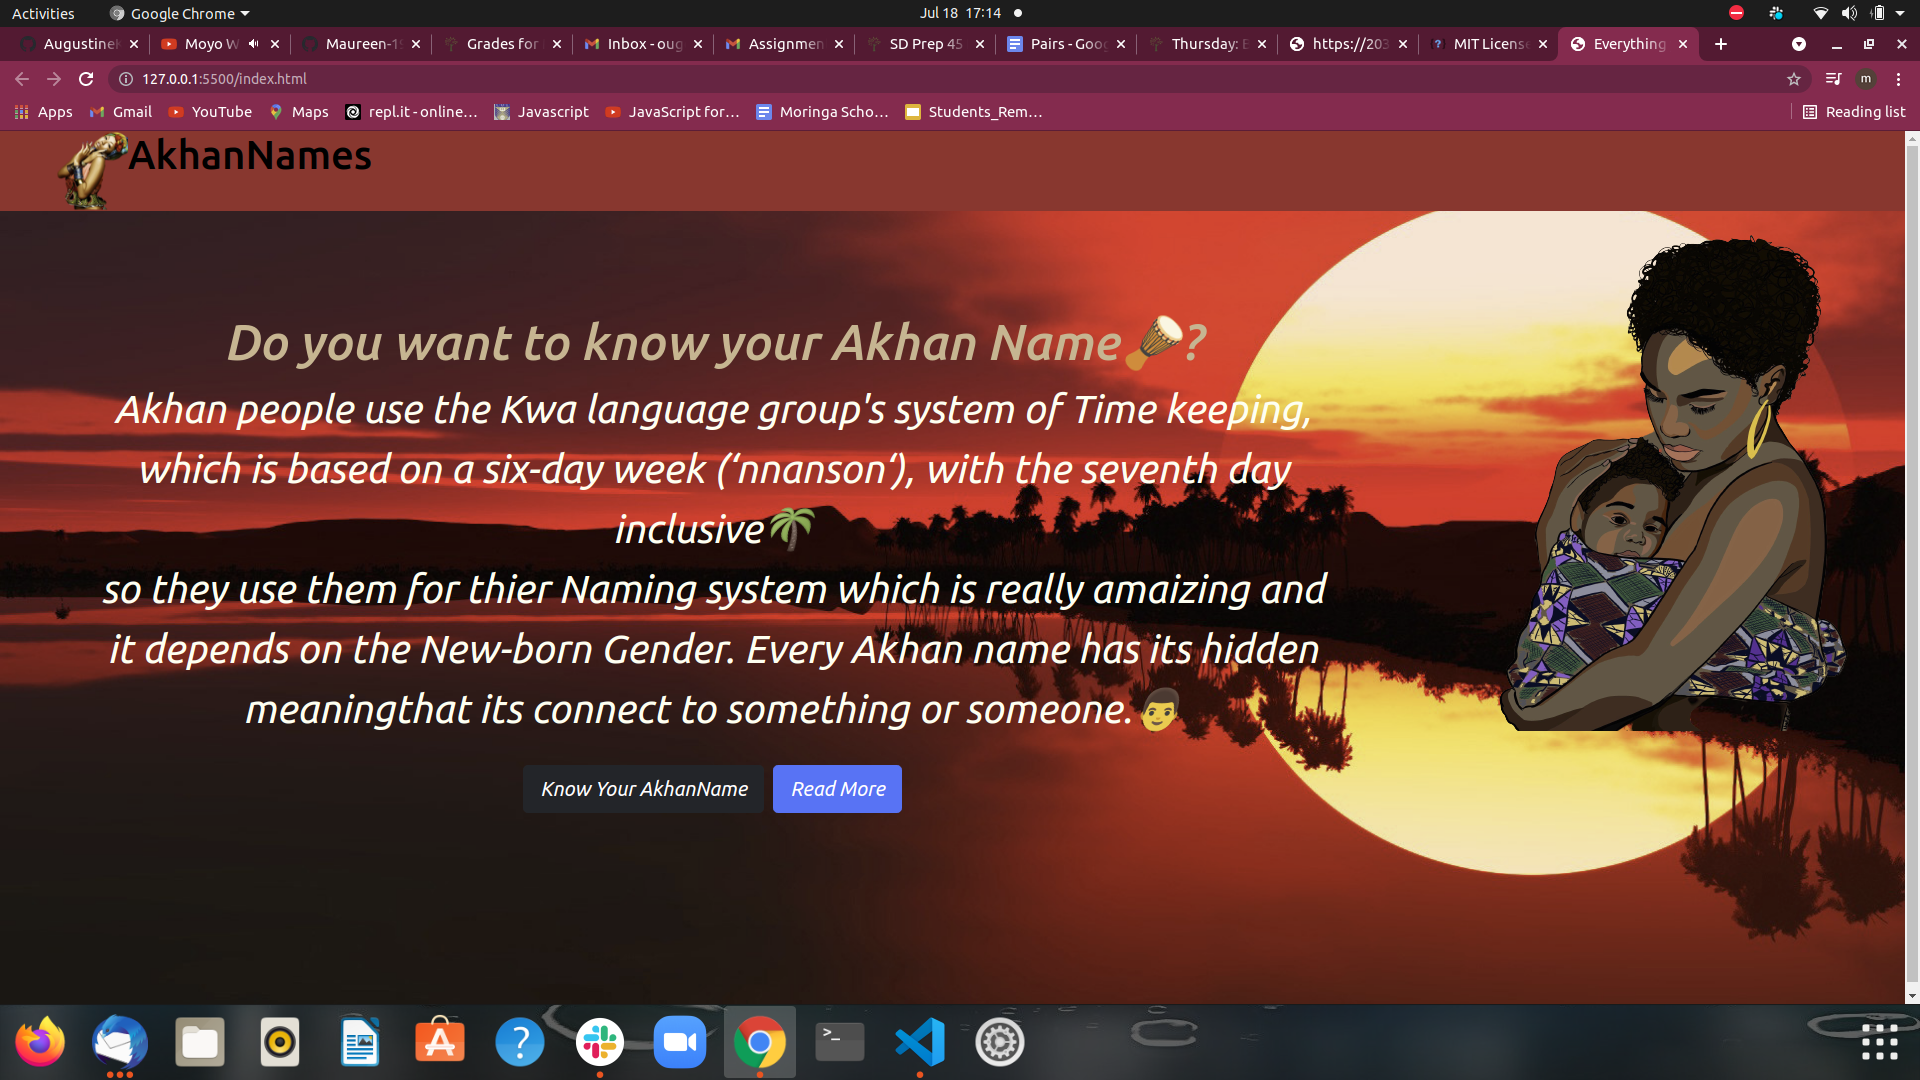 Activities
Google Chrome
Jul 18 17:14
Augustinek
Moyo W
Maureen-1
Grades for
Inbox - oug
Assignmen
SD Prep 45
Pairs - Goo
Thursday:
https://203
MIT License
Everything
127.0.0.1:5500/index.html
m
Apps
Gmail
YouTube
Maps
repl.it - online...
Javascript
JavaScript for...
Moringa Scho...
Students_Rem...
Reading list
AkhanNames
Do you want to know your Akhan Name🪘?
Akhan people use the Kwa language group's system of Time keeping,
which is based on a six-day week (‘nnanson‘), with the seventh day
inclusive🌴
so they use them for thier Naming system which is really amaizing and
it depends on the New-born Gender. Every Akhan name has its hidden
meaningthat its connect to something or someone.👨
Know Your AkhanName
Read More